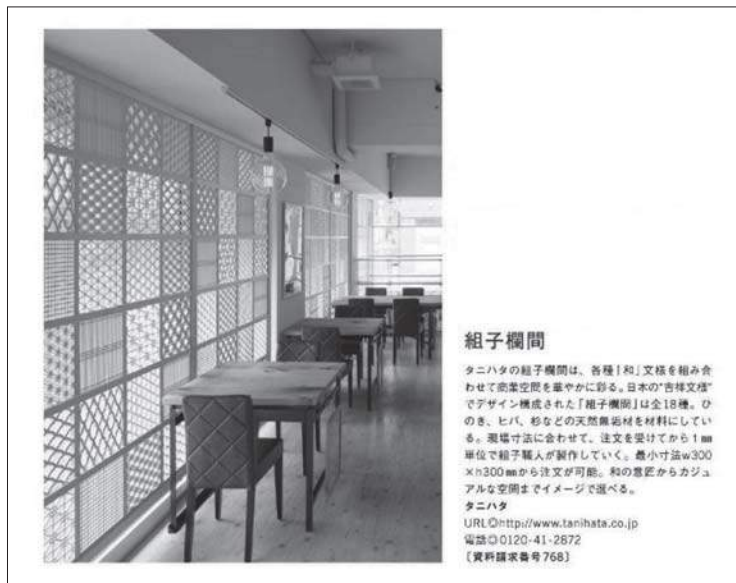 組子欄間
タニハタの組子欄間は、各種「和」文様を組み合
わせて商業空間を華やかに彩る。日本の“吉祥文様”
でデザイン構成された「組子欄間」は全18種。ひ
のき、ヒバ、杉などの天然無垢材を材料にしてい
る。現場寸法に合わせて、注文を受けてから1㎜
単位で組子職人が製作していく。最小寸法w300
×h300㎜から注文が可能。和の意匠からカジュ
アルな空間までイメージで選べる。
タニハタ
URL◎http://www.tanihata.co.jp
電話◎0120-41-2872
〔資料請求番号768〕